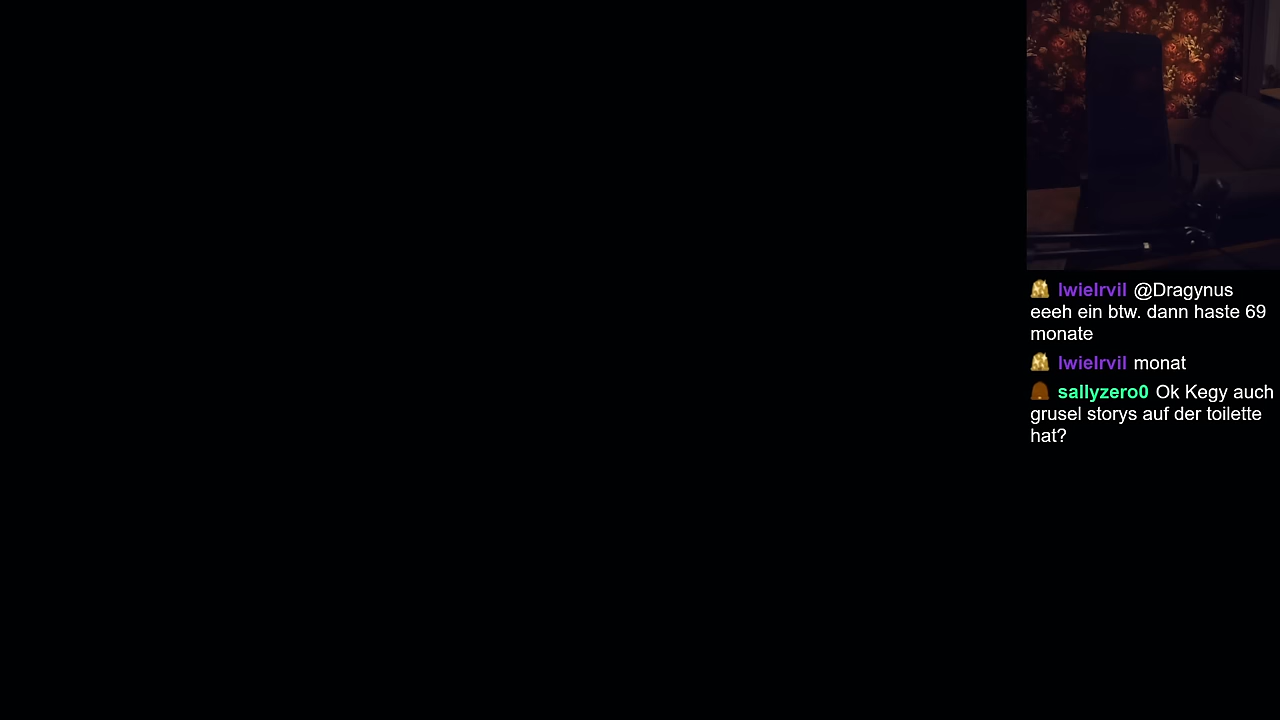 lwielrvil @Dragynus
eeeh ein btw. dann haste 69
monate
lwielrvil monat
sallyzero0 Ok Kegy auch
grusel storys auf der toilette
hat?